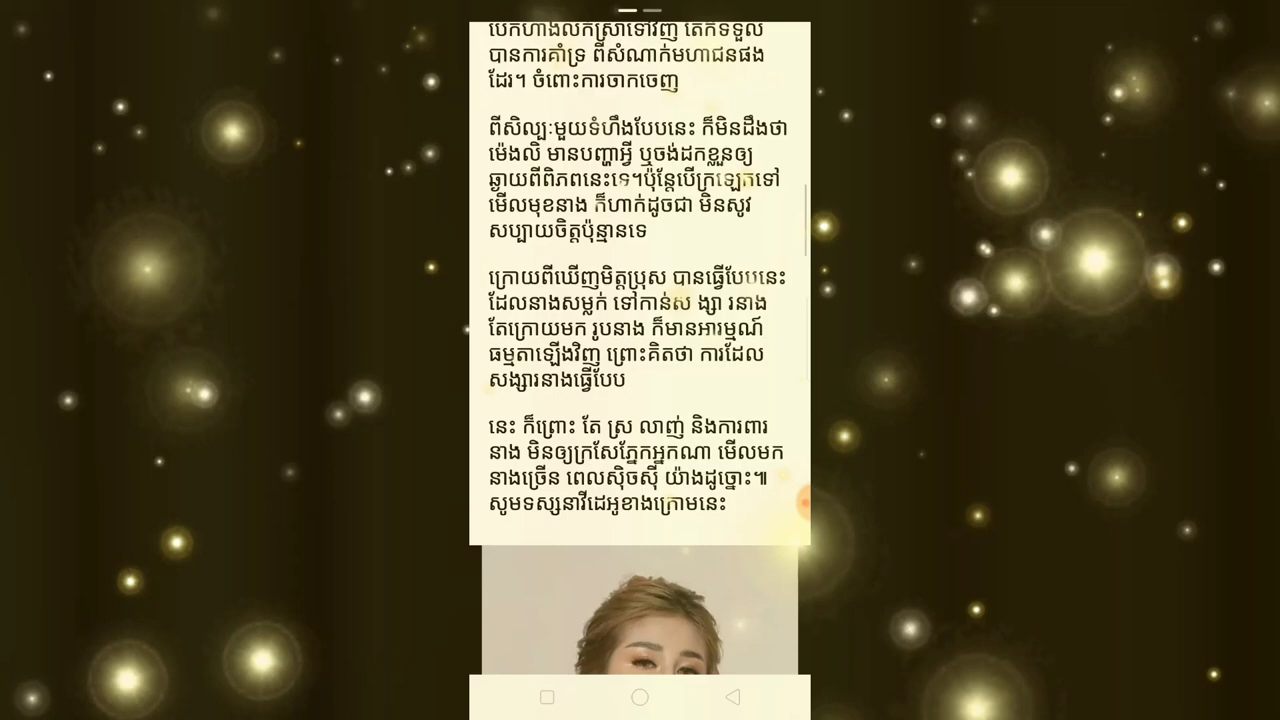 បើកហាងលក់ស្រាទៅវិញ តែក៏ទទួល
បានការគាំទ្រ ពីសំណាក់មហាជនផង
ដែរ។ ចំពោះការចាកចេញ
ពីសិល្បៈមួយទំហឹងបែបនេះ ក៏មិនដឹងថា
ម៉េងលិ មានបញ្ហាអ្វី ឬចង់ដកខ្លួនឲ្យ
ឆ្ងាយពីពិភពនេះទេ។ប៉ុន្តែបើក្រឡេតទៅ
មើលមុខនាង ក៏ហាក់ដូចជា មិនសូវ
សប្បាយចិត្តប៉ុន្មានទេ
ក្រោយពីឃើញមិត្តប្រុស បានធ្វើបែបនេះ
ដែលនាងសម្លក់ ទៅកាន់ស ង្សា រនាង
តែក្រោយមក រូបនាង ក៏មានអារម្មណ៍
ធម្មតាឡើងវិញ ព្រោះគិតថា ការដែល
សង្សារនាងធ្វើបែប
នេះ ក៏ព្រោះ តែ ស្រ លាញ់ និងការពារ
នាង មិនឲ្យក្រសែភ្នែកអ្នកណា មើលមក
នាងច្រើន ពេលស៊ិចស៊ី យ៉ាងដូច្នោះ៕
សូមទស្សនាវីដេអូខាងក្រោមនេះ